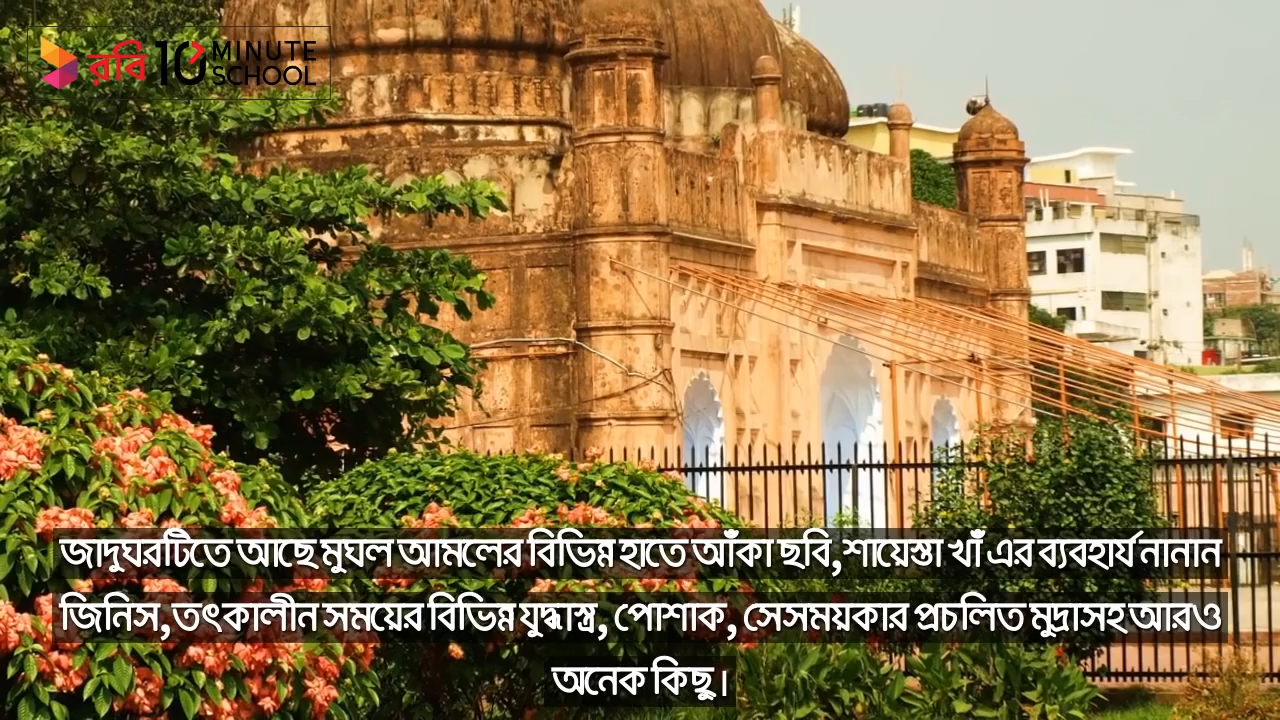 রবি 10 MINUTE SCHOOL
জাদুঘরটিতে আছে মুঘল আমলের বিভিন্ন হাতে আঁকা ছবি, শায়েস্তা খাঁ এর ব্যবহার্য নানান
জিনিস, তৎকালীন সময়ের বিভিন্ন যুদ্ধাস্ত্র, পোশাক, সেসময়কার প্রচলিত মুদ্রাসহ আরও
অনেক কিছু।